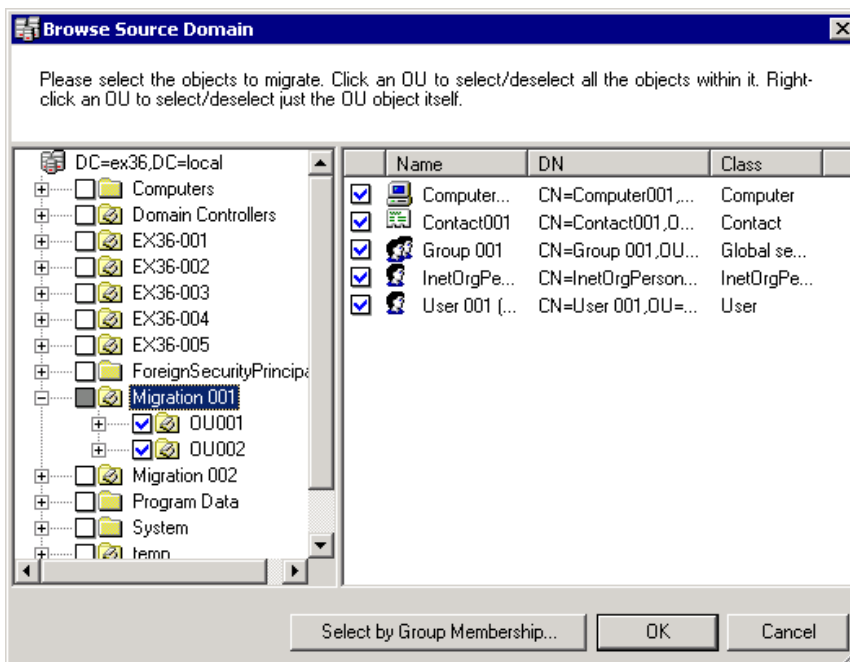 Browse Source Domain
Please select the objects to migrate. Click an OU to select/deselect all the objects within it. Right-
click an OU to select/deselect just the OU object itself.
DC=ex36,DC=local
Computers
Domain Controllers
EX36-001
EX36-002
EX36-003
EX36-004
EX36-005
ForeignSecurityPrincipa
Migration 001
OU001
OU002
Migration 002
Program Data
System
temp
Name DN Class
Computer... CN=Computer001,... Computer
Contact001 CN=Contact001,O... Contact
Group 001 CN=Group 001,OU... Global se...
InetOrgPe... CN=InetOrgPerson... InetOrgPe...
User 001 (... CN=User 001,OU=... User
Select by Group Membership... OK Cancel